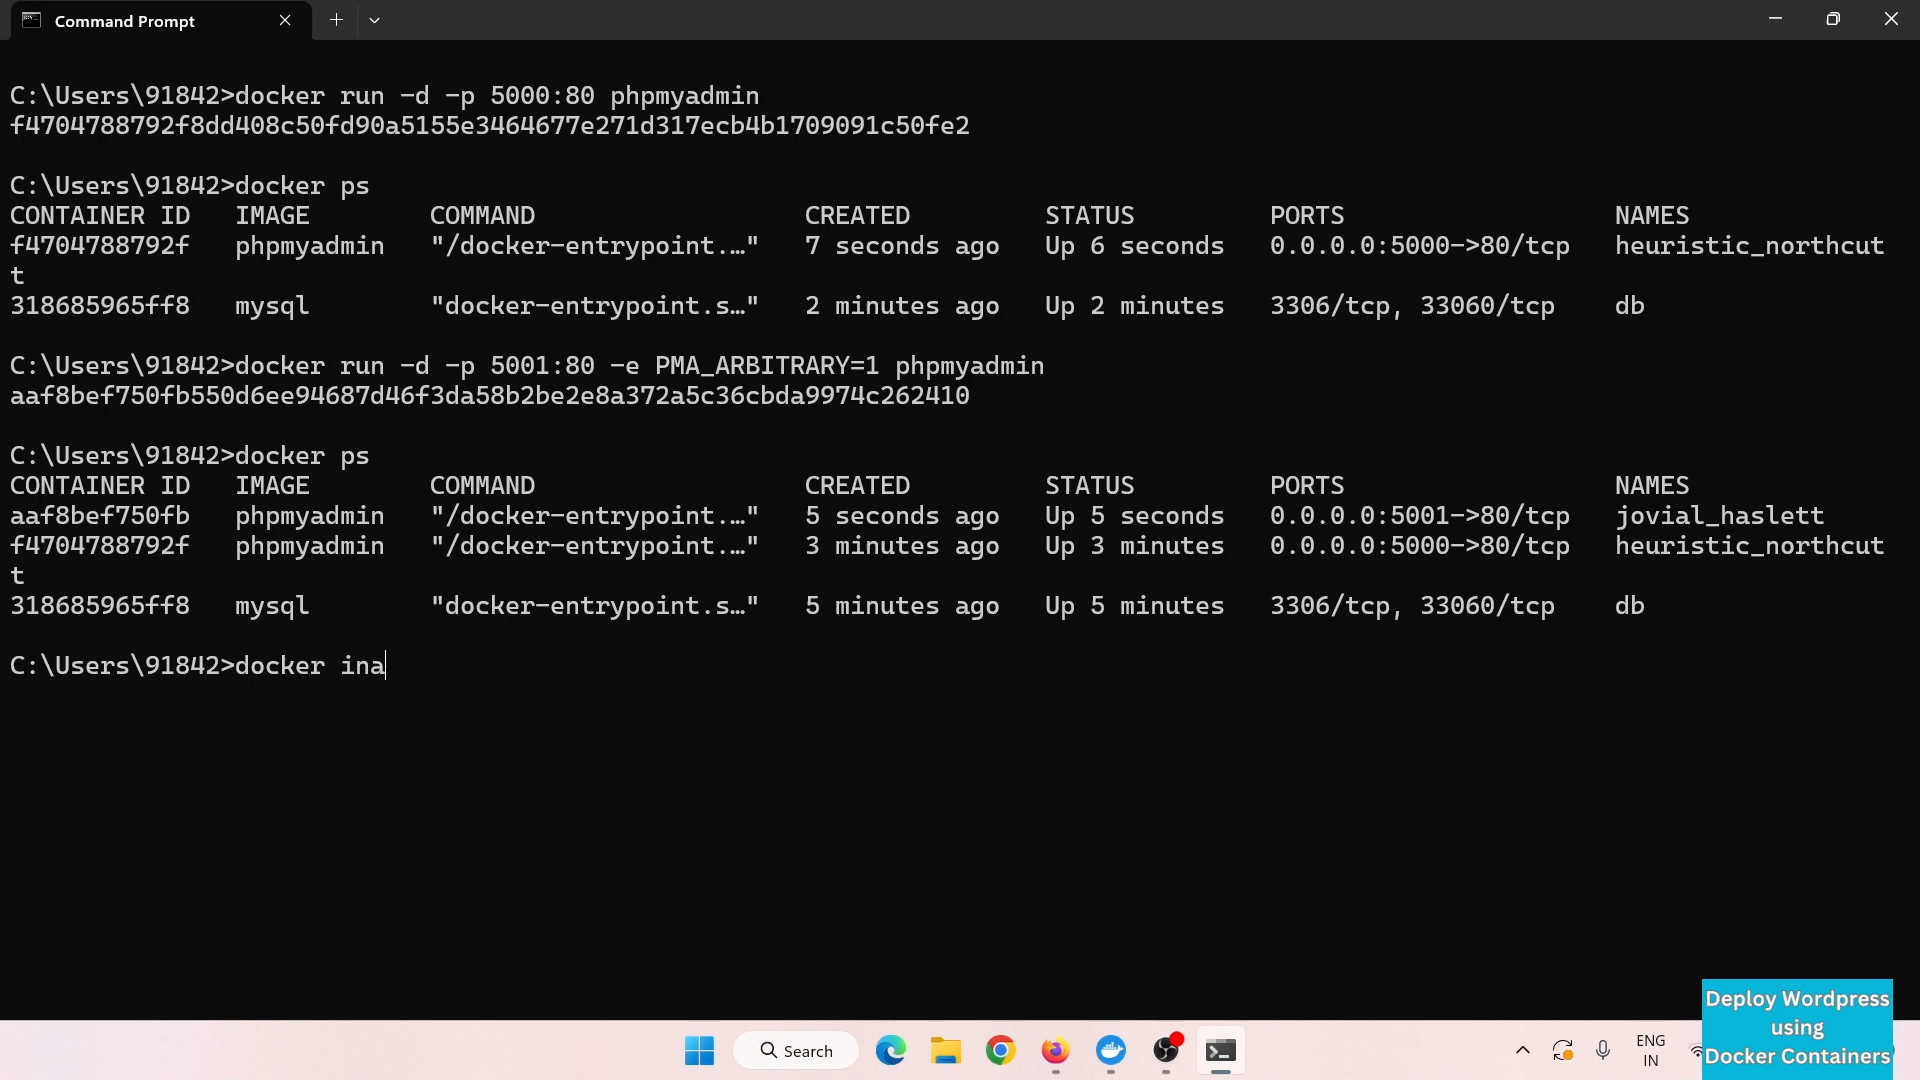 Command Prompt
C:\Users\91842>docker run -d -p 5000:80 phpmyadmin
f4704788792f8dd408c50fd90a5155e3464677e271d317ecb4b1709091c50fe2
C:\Users\91842>docker ps
CONTAINER ID   IMAGE        COMMAND                  CREATED         STATUS         PORTS                  NAMES
f4704788792f   phpmyadmin   "/docker-entrypoint.…"   7 seconds ago   Up 6 seconds   0.0.0.0:5000->80/tcp   heuristic_northcut
t
318685965ff8   mysql        "docker-entrypoint.s…"   2 minutes ago   Up 2 minutes   3306/tcp, 33060/tcp    db
C:\Users\91842>docker run -d -p 5001:80 -e PMA_ARBITRARY=1 phpmyadmin
aaf8bef750fb550d6ee94687d46f3da58b2be2e8a372a5c36cbda9974c262410
C:\Users\91842>docker ps
CONTAINER ID   IMAGE        COMMAND                  CREATED         STATUS         PORTS                  NAMES
aaf8bef750fb   phpmyadmin   "/docker-entrypoint.…"   5 seconds ago   Up 5 seconds   0.0.0.0:5001->80/tcp   jovial_haslett
f4704788792f   phpmyadmin   "/docker-entrypoint.…"   3 minutes ago   Up 3 minutes   0.0.0.0:5000->80/tcp   heuristic_northcut
t
318685965ff8   mysql        "docker-entrypoint.s…"   5 minutes ago   Up 5 minutes   3306/tcp, 33060/tcp    db
C:\Users\91842>docker ina
Search
ENG
IN
Deploy Wordpress
using
Docker Containers